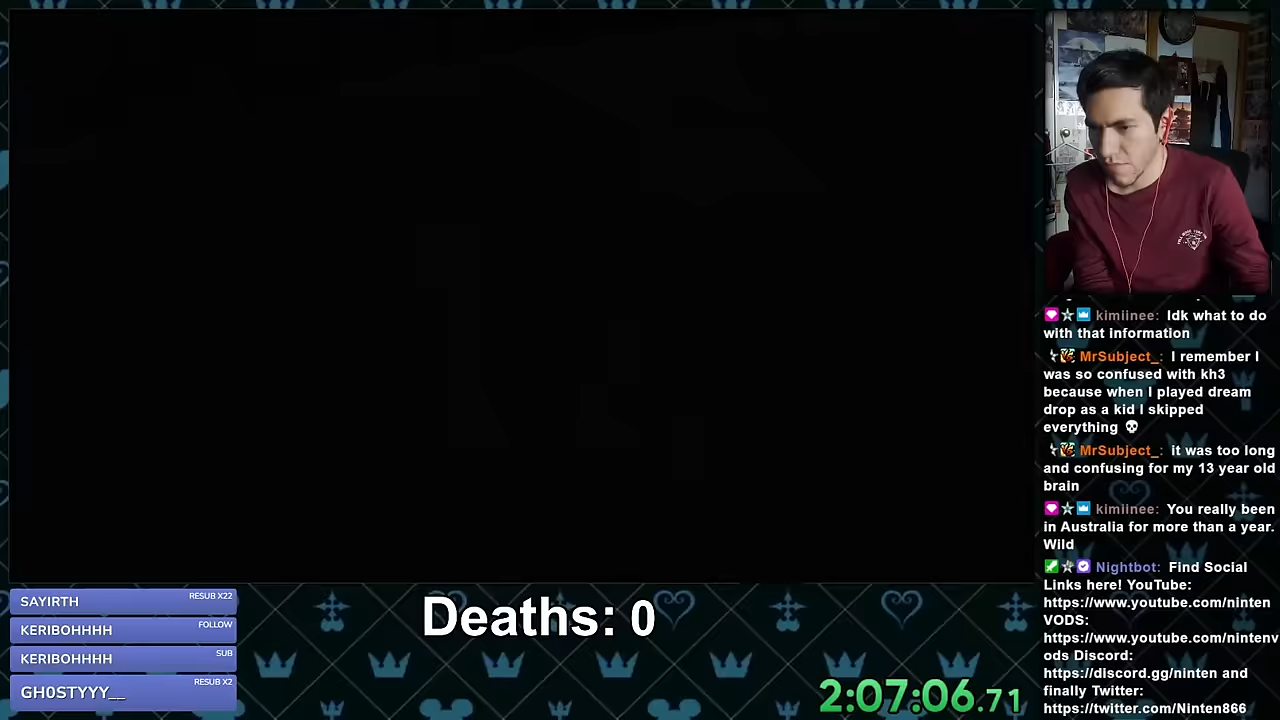 kimiinee: Idk what to do
with that information
MrSubject_: I remember I
was so confused with kh3
because when I played dream
drop as a kid I skipped
everything 💀
MrSubject_: it was too long
and confusing for my 13 year old
brain
kimiinee: You really been
in Australia for more than a year.
Wild
Nightbot: Find Social
Links here! YouTube:
https://www.youtube.com/ninten
VODS:
https://www.youtube.com/nintenv
ods Discord:
https://discord.gg/ninten and
finally Twitter:
https://twitter.com/Ninten866
SAYIRTH RESUB X22
KERIBOHHHH FOLLOW
KERIBOHHHH SUB
GH0STYYY__ RESUB X2
Deaths: 0
2:07:06.71